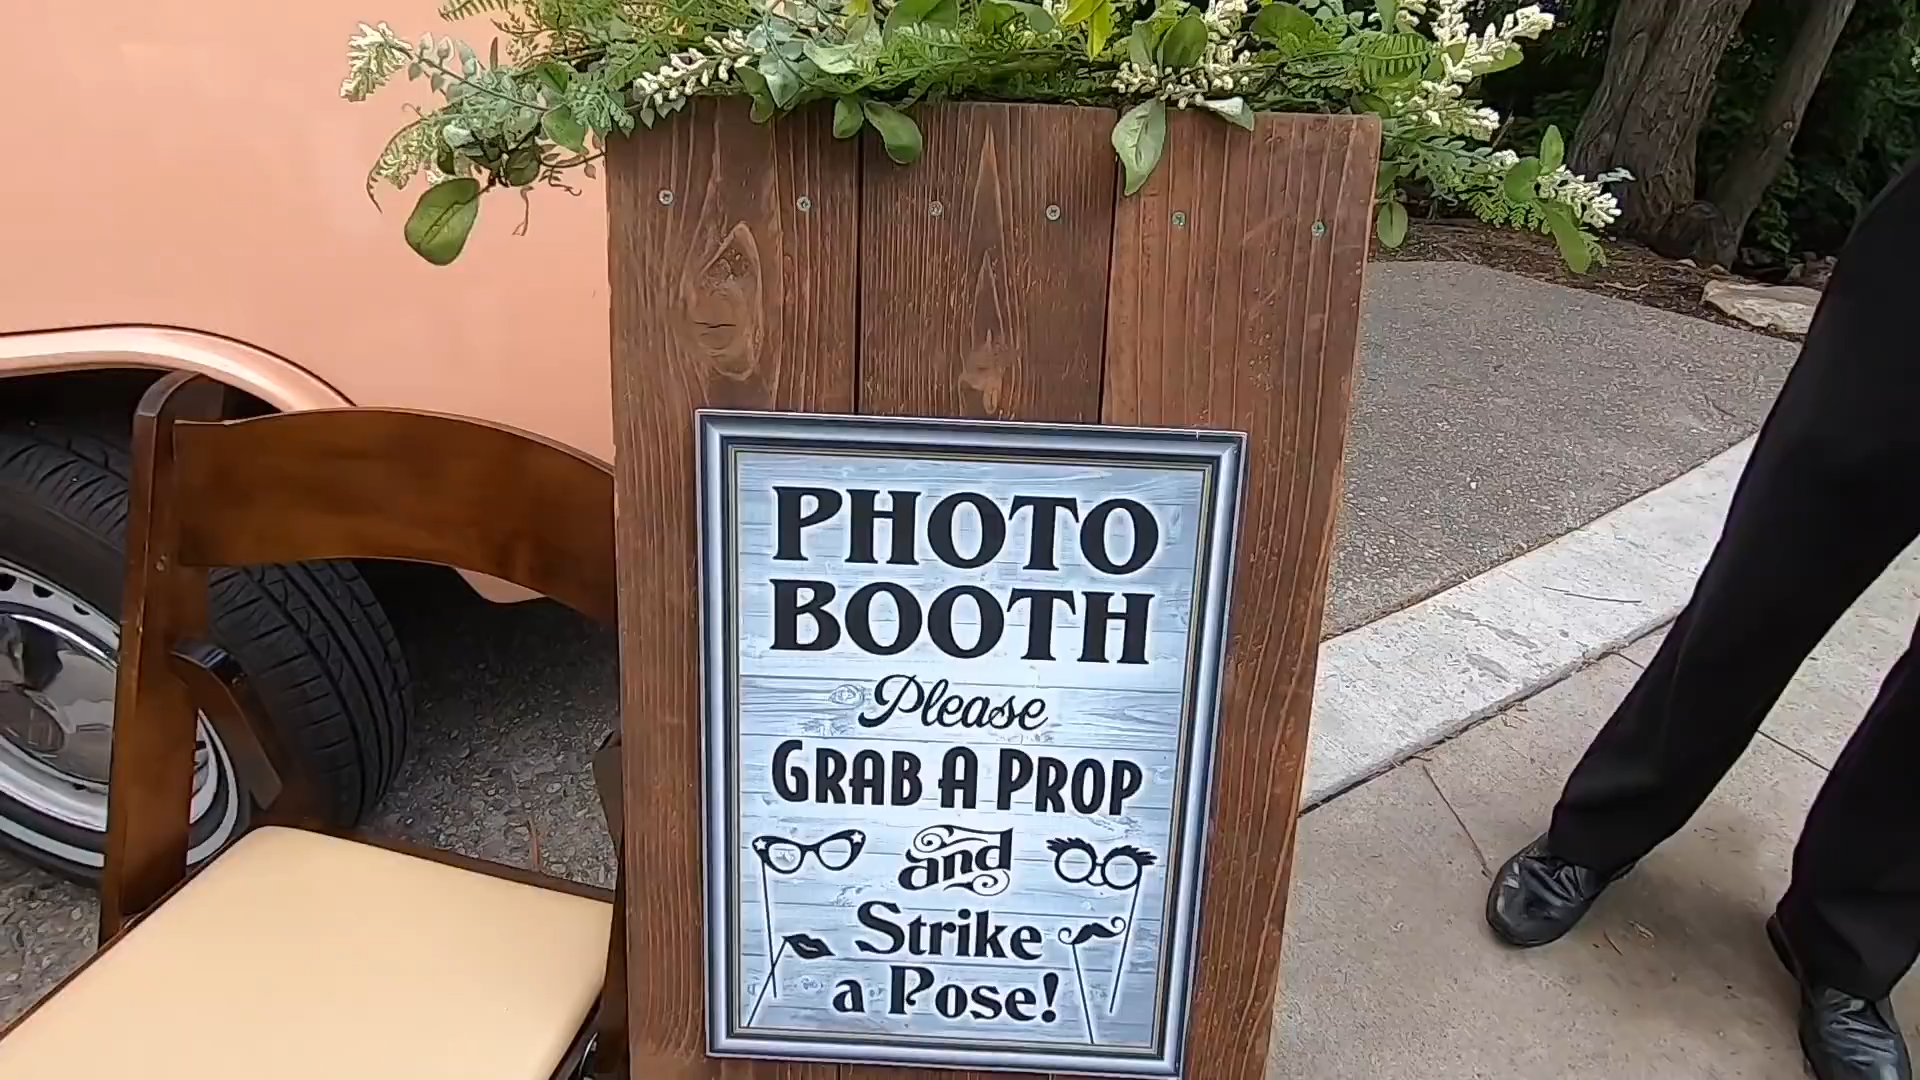 PHOTO
BOOTH
Please
GRAB A PROP
and
Strike
a Pose!